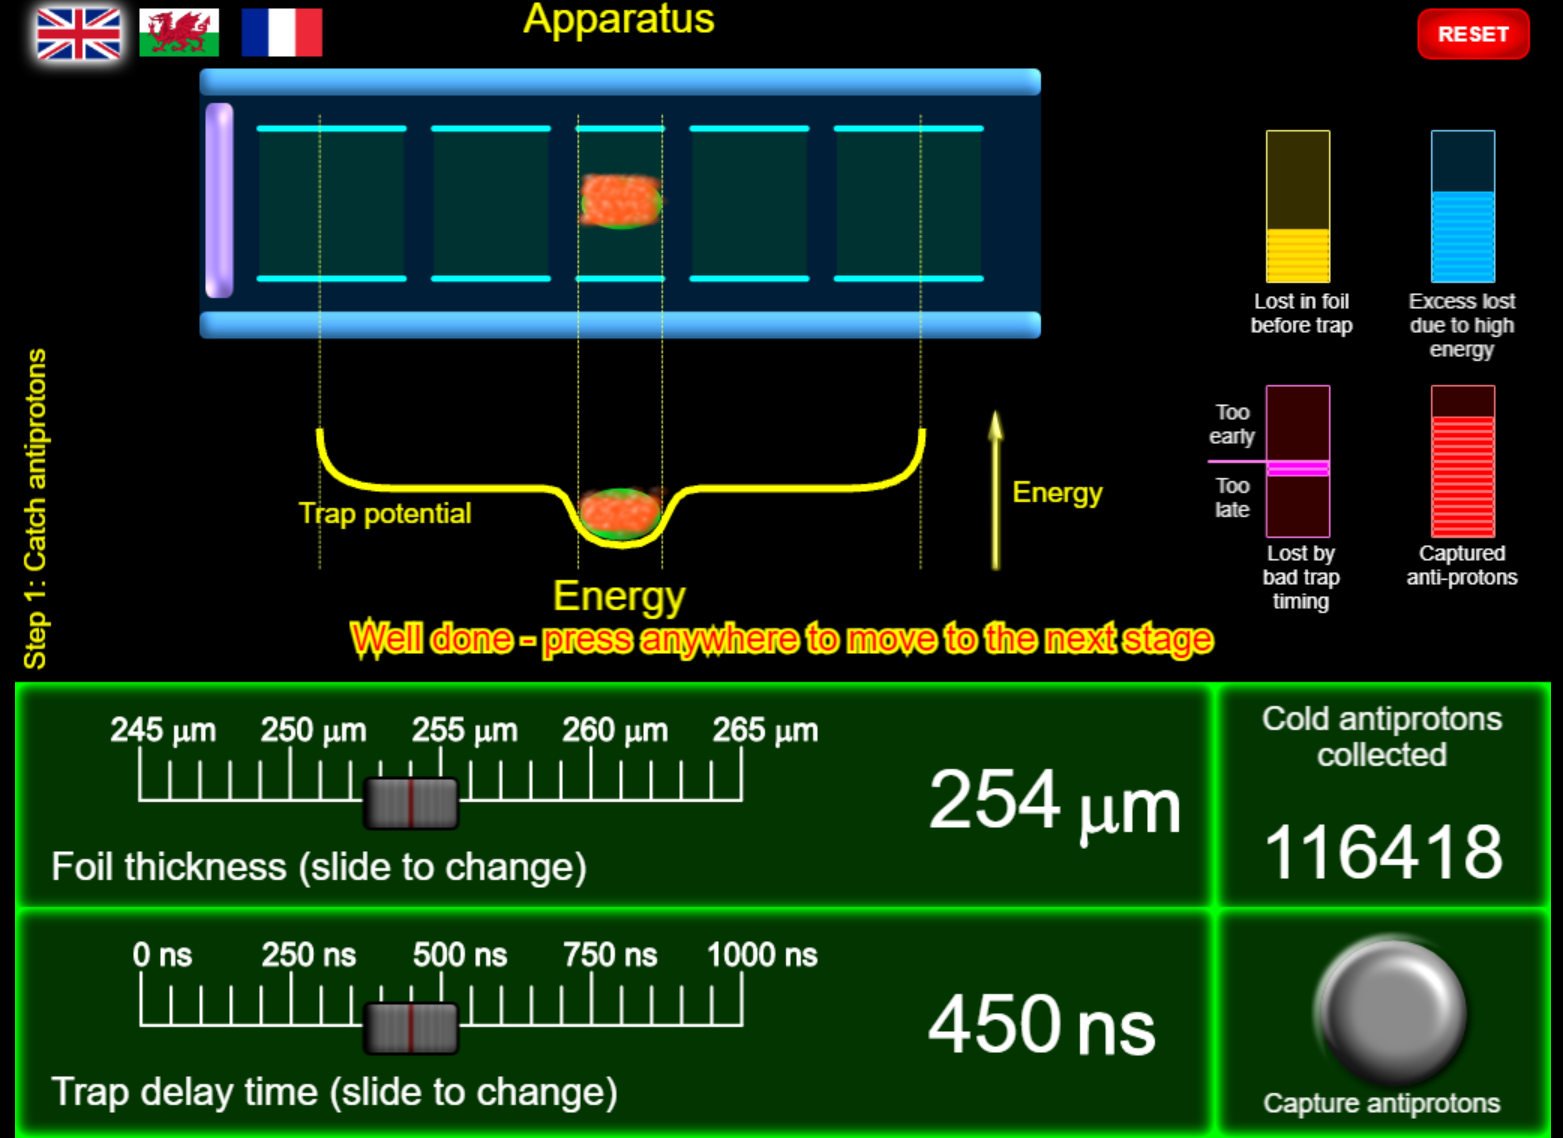 Apparatus
RESET
Lost in foil
before trap
Excess lost
due to high
energy
Step 1: Catch antiprotons
Too
early
Too
late
Trap potential
Energy
Lost by
bad trap
timing
Captured
anti-protons
Energy
Well done - press anywhere to move to the next stage
245 μm 250 μm 255 μm 260 μm 265 μm
254 μm
Foil thickness (slide to change)
Cold antiprotons
collected
116418
0 ns 250 ns 500 ns 750 ns 1000 ns
450 ns
Trap delay time (slide to change)
Capture antiprotons